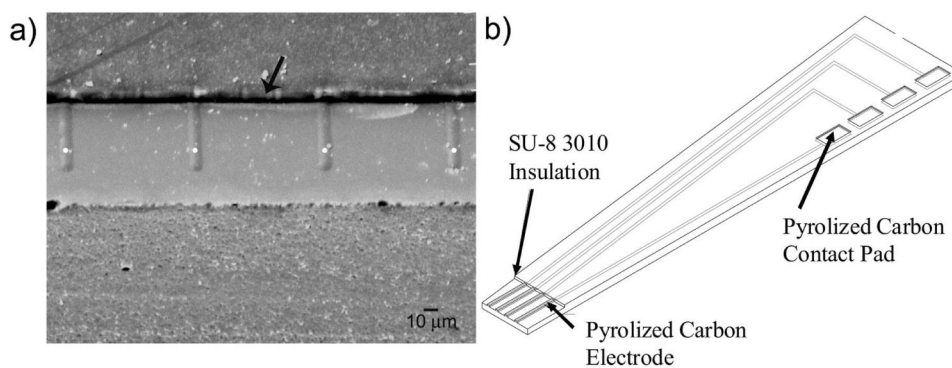 a)
10 μm
b)
SU-8 3010
Insulation
Pyrolized Carbon
Contact Pad
Pyrolized Carbon
Electrode